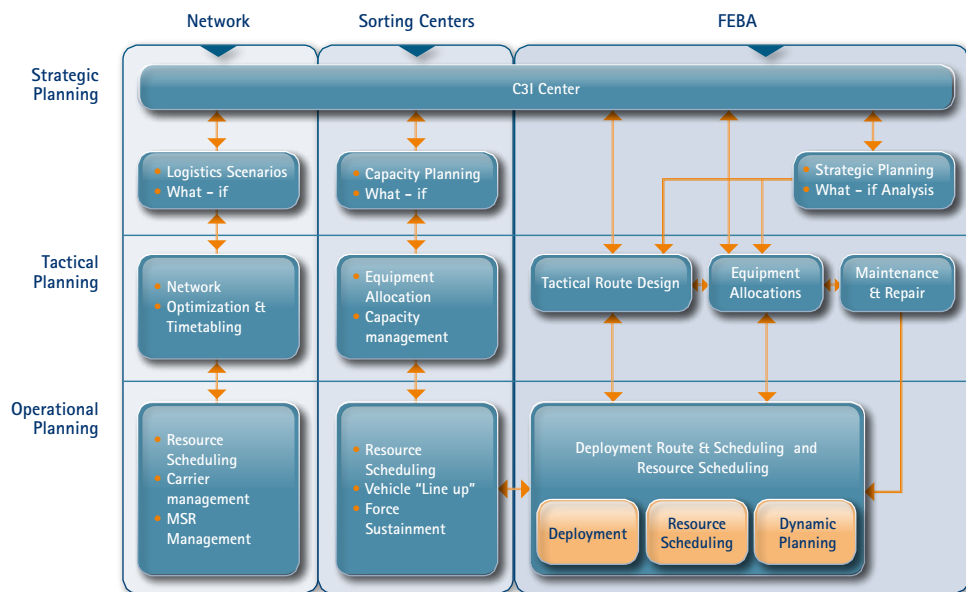 Network
Sorting Centers
FEBA
Strategic
Planning
C3I Center
• Logistics Scenarios
• What – if
• Capacity Planning
• What – if
• Strategic Planning
• What – if Analysis
Tactical
Planning
• Network
• Optimization &
Timetabling
• Equipment
Allocation
• Capacity
management
Tactical Route Design
Equipment
Allocations
Maintenance
& Repair
Operational
Planning
• Resource
Scheduling
• Carrier
management
• MSR
Management
• Resource
Scheduling
• Vehicle “Line up”
• Force
Sustainment
Deployment Route & Scheduling and
Resource Scheduling
Deployment
Resource
Scheduling
Dynamic
Planning